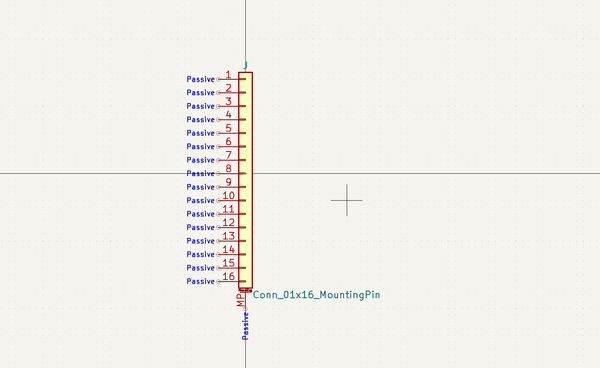 J
Passive 1
Passive 2
Passive 3
Passive 4
Passive 5
Passive 6
Passive 7
Passive 8
Passive 9
Passive 10
Passive 11
Passive 12
Passive 13
Passive 14
Passive 15
Passive 16
MP
Conn_01x16_MountingPin
Passive